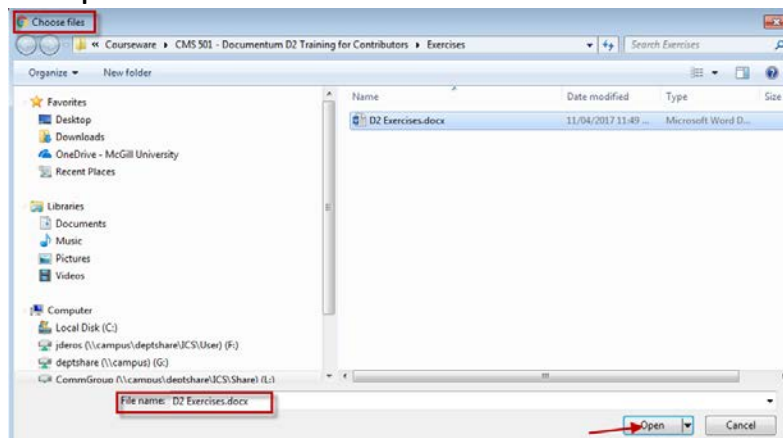 Choose files
« Courseware ▸ CMS 501 - Documentum D2 Training for Contributors ▸ Exercises
Search Exercises
Organize
New folder
Name
Date modified
Type
Size
Favorites
Desktop
Downloads
OneDrive - McGill University
Recent Places
D2 Exercises.docx
11/04/2017 11:49 ...
Microsoft Word D...
Libraries
Documents
Music
Pictures
Videos
Computer
Local Disk (C:)
jderos (\\campus\deptshare\ICS\User) (F:)
deptshare (\\campus) (G:)
CommGroup (\\campus\deptshare\ICS\Share) (L:)
File name: D2 Exercises.docx
Open
Cancel